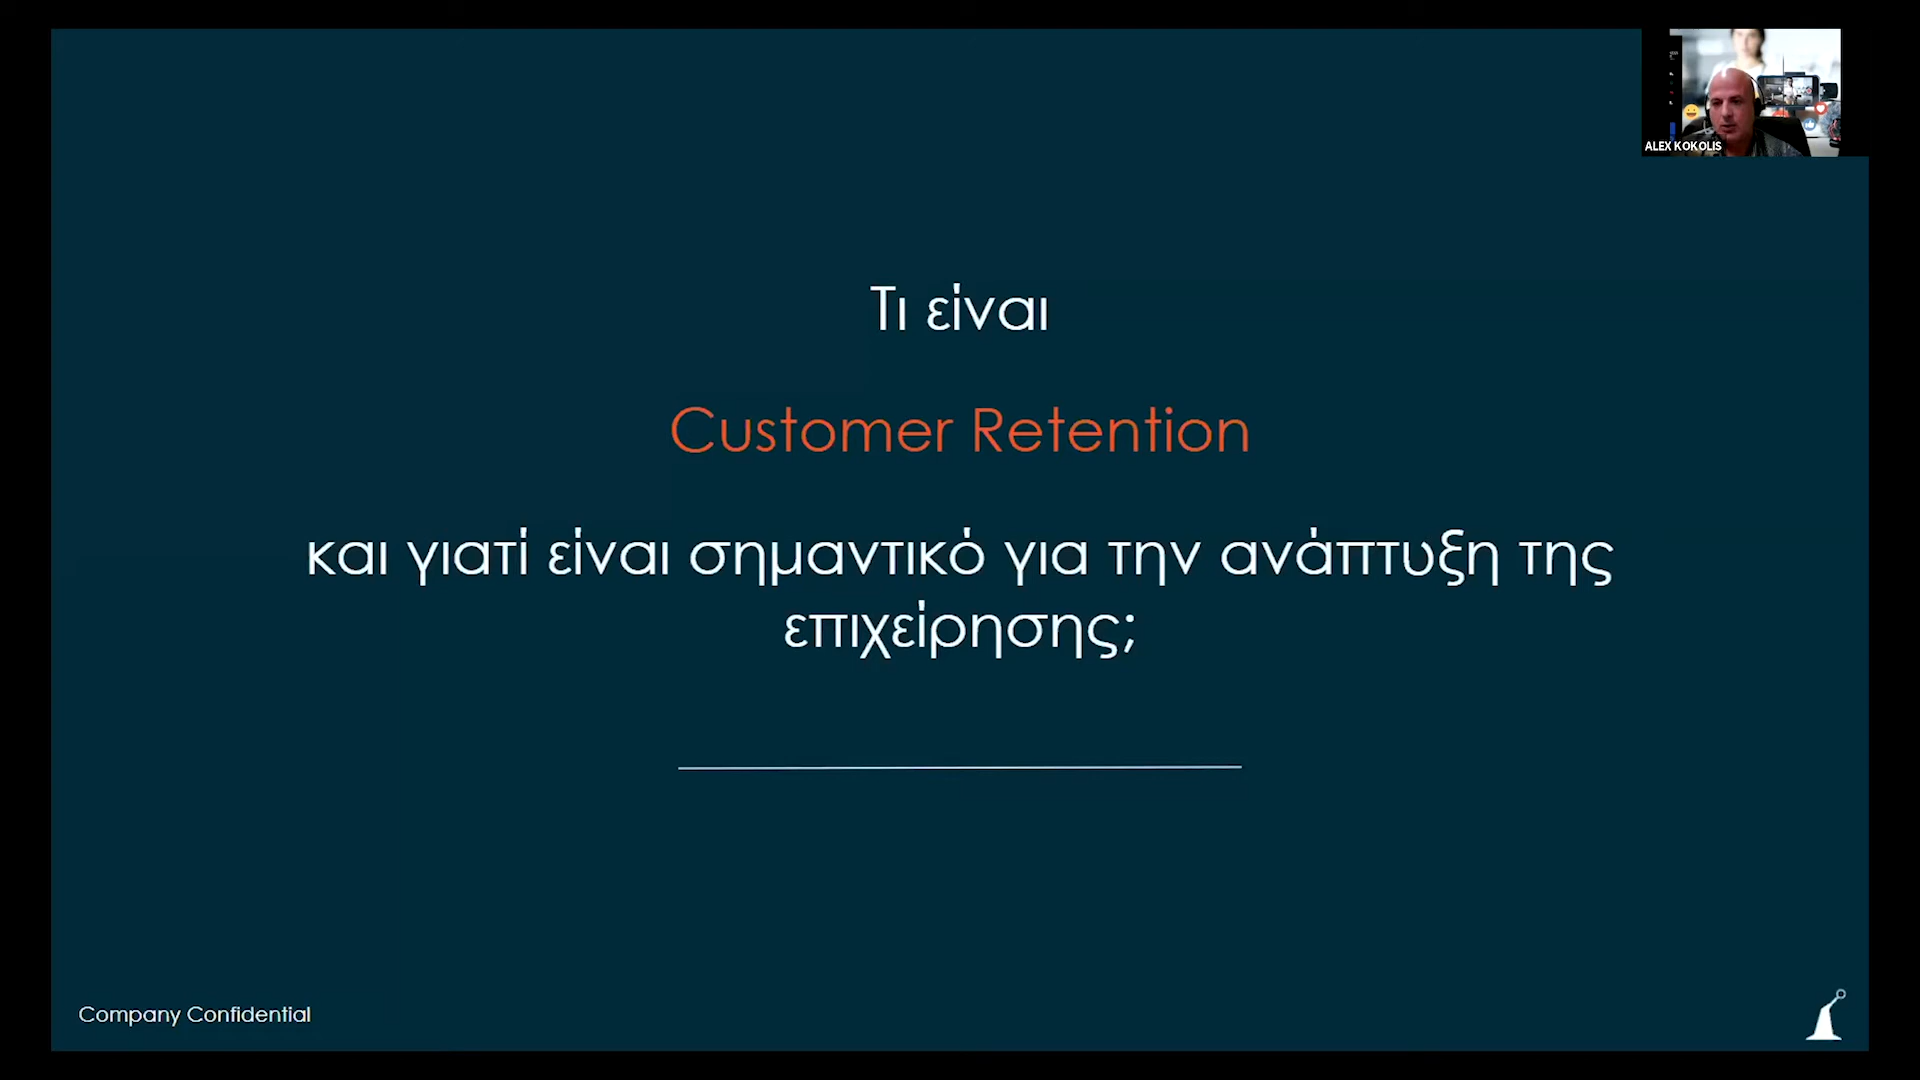 ALEX KOKOLIS
Τι είναι
Customer Retention
και γιατί είναι σημαντικό για την ανάπτυξη της
επιχείρησης;
Company Confidential